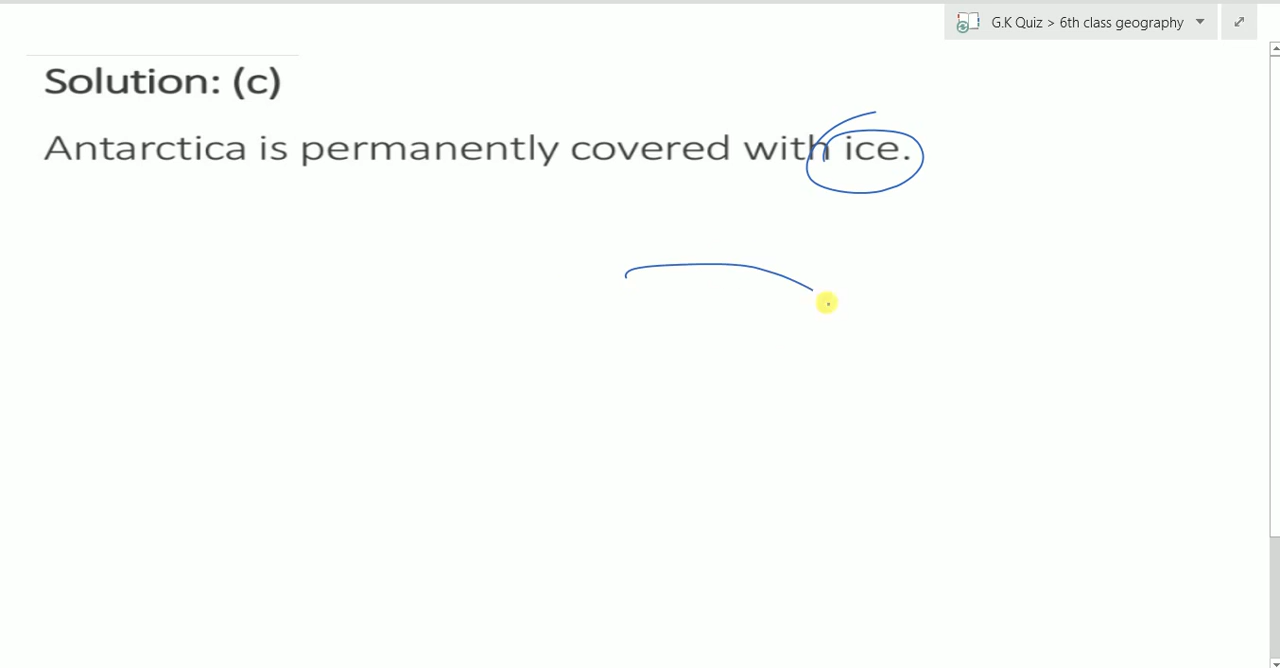 G.K Quiz > 6th class geography
Solution: (c)
Antarctica is permanently covered with ice.